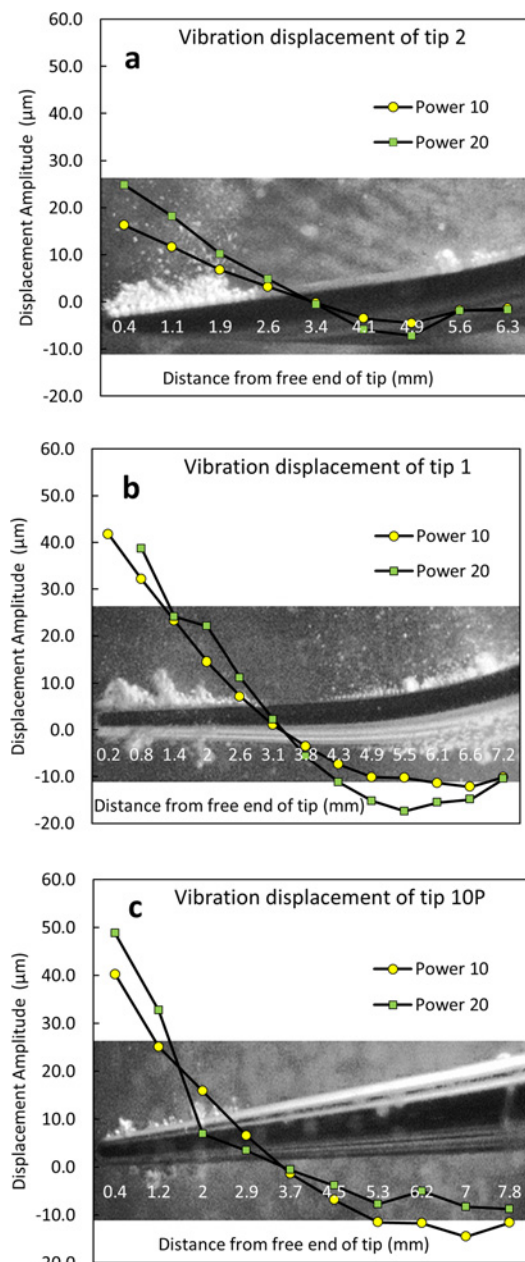 60.0
Vibration displacement of tip 2
a
50.0
40.0
Power 10
30.0
Power 20
20.0
10.0
0.0
0.4 1.1 1.9 2.6 3.4 4.1 4.9 5.6 6.3
-10.0
Distance from free end of tip (mm)
-20.0
Displacement Amplitude (µm)
60.0
Vibration displacement of tip 1
b
50.0
40.0
Power 10
30.0
Power 20
20.0
10.0
0.0
0.2 0.8 1.4 2 2.6 3.1 3.8 4.3 4.9 5.5 6.1 6.6 7.2
-10.0
Distance from free end of tip (mm)
-20.0
Displacement Amplitude (µm)
60.0
Vibration displacement of tip 10P
c
50.0
40.0
Power 10
30.0
Power 20
20.0
10.0
0.0
0.4 1.2 2 2.9 3.7 4.5 5.3 6.2 7 7.8
-10.0
Distance from free end of tip (mm)
-20.0
Displacement Amplitude (µm)